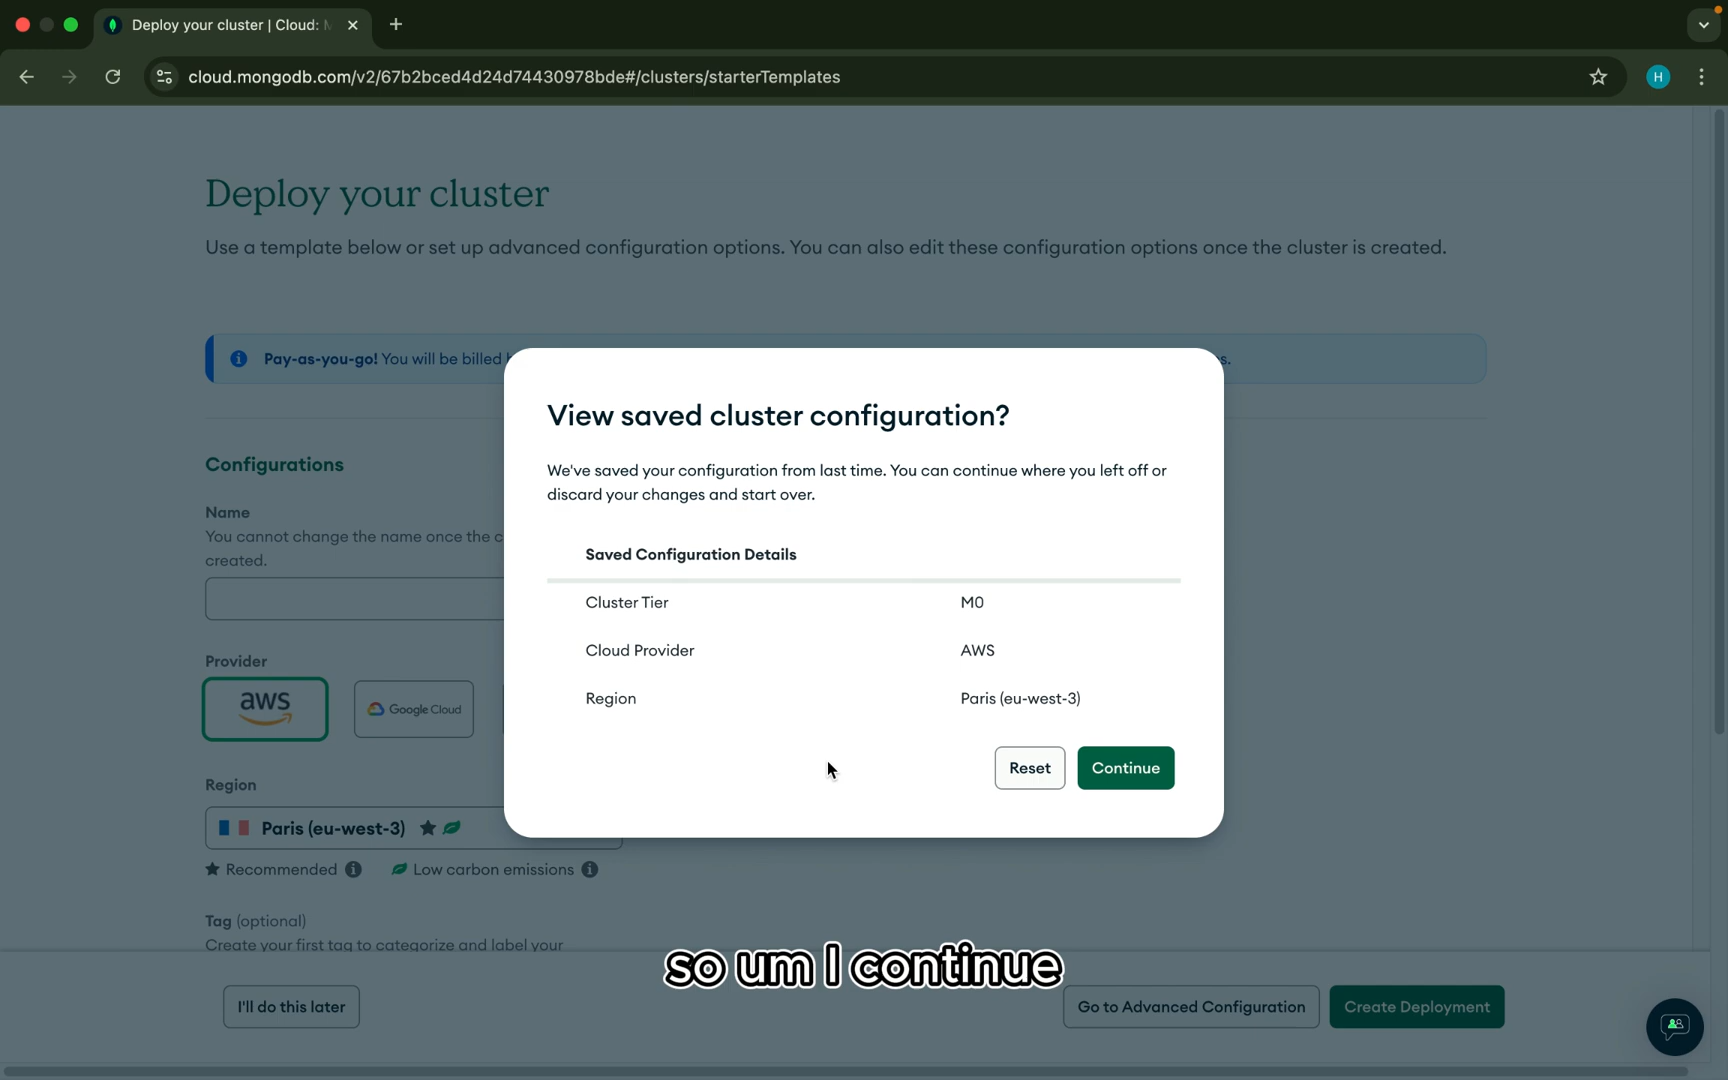 Deploy your cluster | Cloud: M
cloud.mongodb.com/v2/67b2bced4d24d74430978bde#/clusters/starterTemplates
H
Deploy your cluster
Use a template below or set up advanced configuration options. You can also edit these configuration options once the cluster is created.
Pay-as-you-go! You will be billed
s.
View saved cluster configuration?
We've saved your configuration from last time. You can continue where you left off or
discard your changes and start over.
Saved Configuration Details
Cluster Tier M0
Cloud Provider AWS
Region Paris (eu-west-3)
Reset Continue
Configurations
Name
You cannot change the name once the c
created.
Provider
aws Google Cloud
Region
Paris (eu-west-3)
Recommended Low carbon emissions
Tag (optional)
Create your first tag to categorize and label your
so um I continue
I'll do this later Go to Advanced Configuration Create Deployment